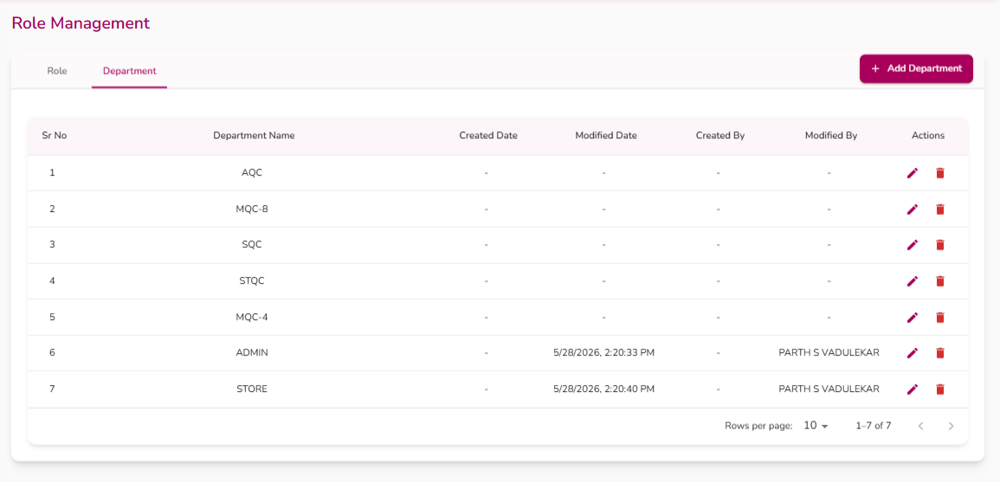 Role Management
Role Department + Add Department
Sr No Department Name Created Date Modified Date Created By Modified By Actions
1 AQC - - - -
2 MQC-8 - - - -
3 SQC - - - -
4 STQC - - - -
5 MQC-4 - - - -
6 ADMIN - 5/28/2026, 2:20:33 PM - PARTH S VADULEKAR
7 STORE - 5/28/2026, 2:20:40 PM - PARTH S VADULEKAR
Rows per page: 10 1–7 of 7